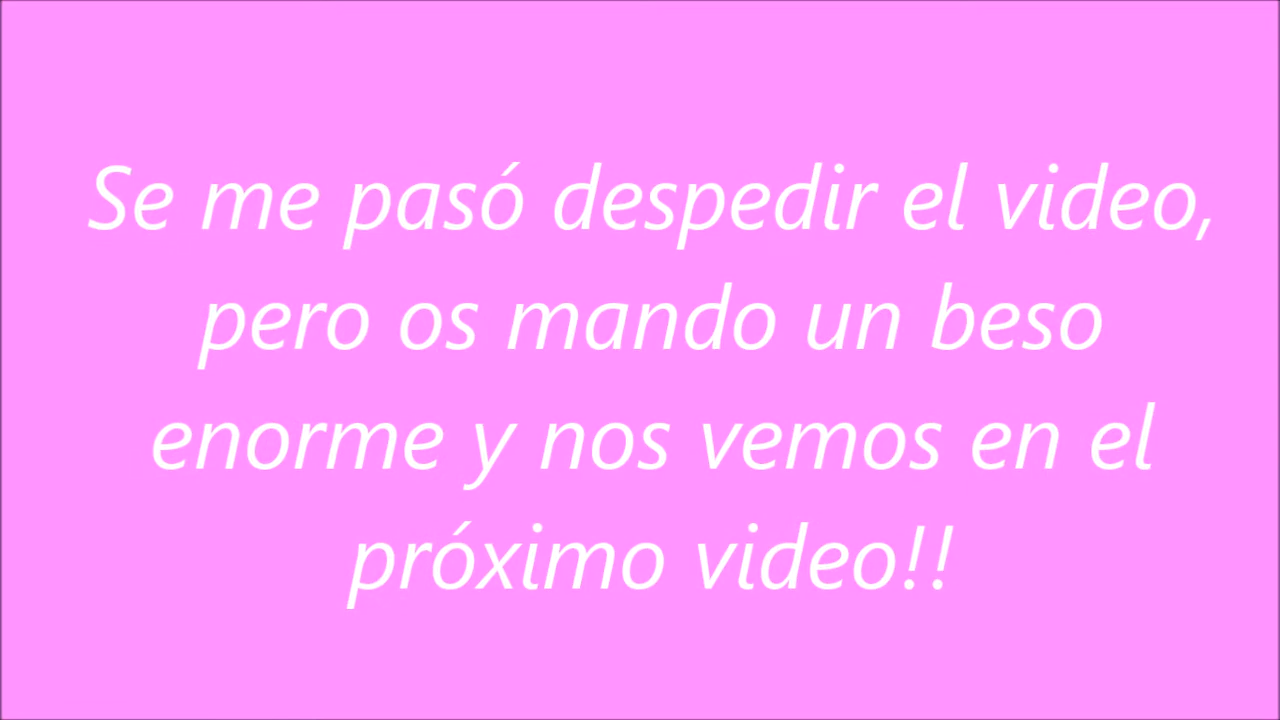 Se me pasó despedir el video,
pero os mando un beso
enorme y nos vemos en el
próximo video!!